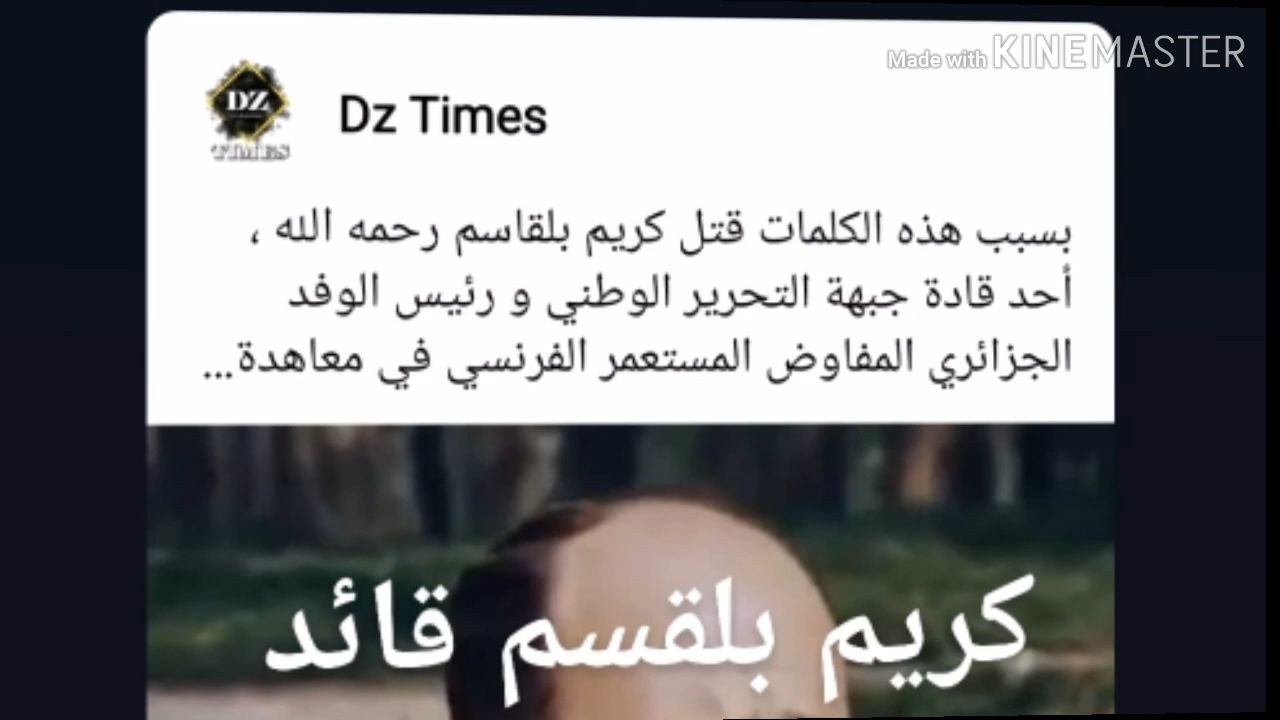 Made with KINEMASTER
DZ
TIMES
Dz Times
بسبب هذه الكلمات قتل كريم بلقاسم رحمه الله ،
أحد قادة جبهة التحرير الوطني و رئيس الوفد
الجزائري المفاوض المستعمر الفرنسي في معاهدة...
كريم بلقسم قائد